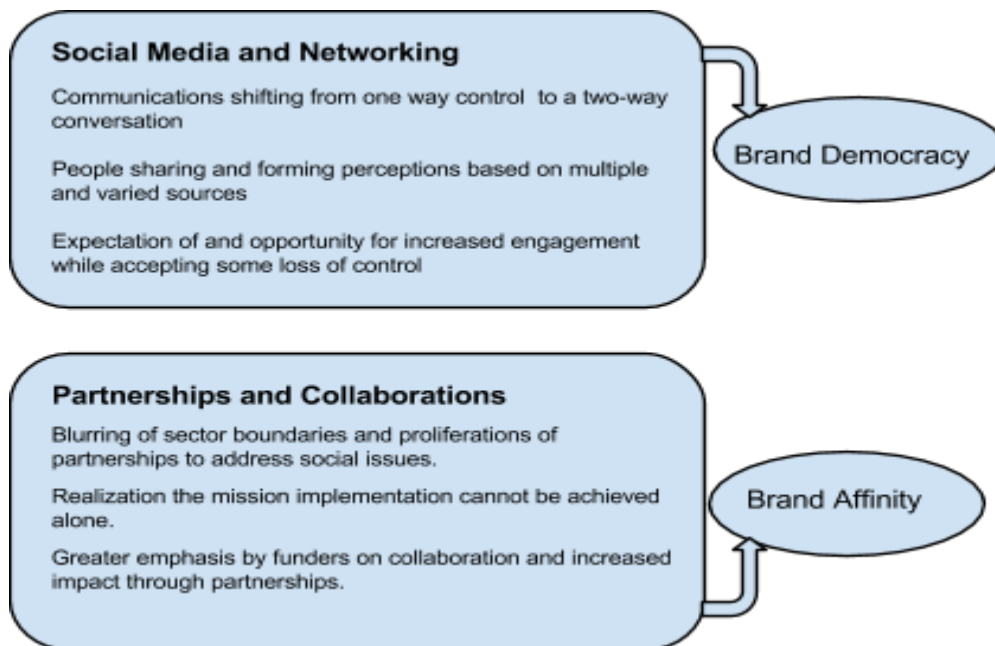 Social Media and Networking
Communications shifting from one way control to a two-way
conversation
People sharing and forming perceptions based on multiple
and varied sources
Expectation of and opportunity for increased engagement
while accepting some loss of control
Brand Democracy
Partnerships and Collaborations
Blurring of sector boundaries and proliferations of
partnerships to address social issues.
Realization the mission implementation cannot be achieved
alone.
Greater emphasis by funders on collaboration and increased
impact through partnerships.
Brand Affinity